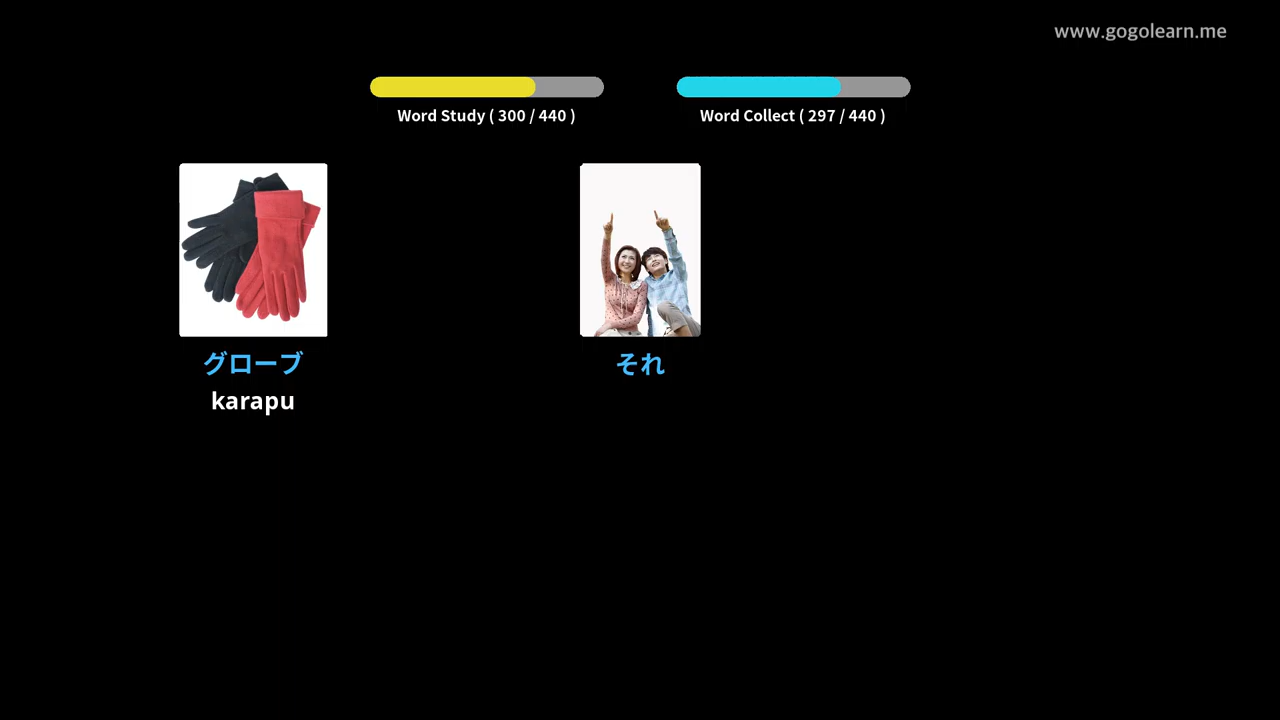 www.gogolearn.me
Word Study ( 300 / 440 )
Word Collect ( 297 / 440 )
グローブ
karapu
それ